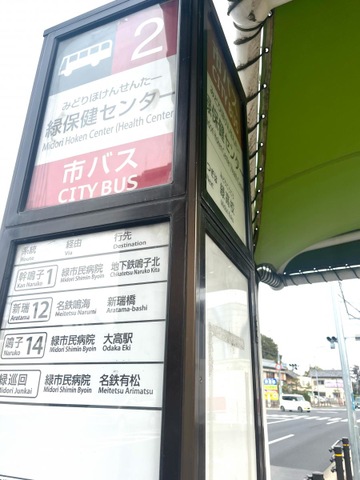 2
みどりほけんせんたー
緑保健センター
Midori Hoken Center (Health Center
市バス
CITY BUS
系統 経由 行先
Route Via Destination
幹鳴子1 緑市民病院 地下鉄鳴子北
Kan Naruko Midori Shimin Byoin Chikatetsu Naruko Kita
新瑞12 名鉄鳴海 新瑞橋
Aratama Meitetsu Narumi Aratama-bashi
鳴子14 緑市民病院 大高駅
Naruko Midori Shimin Byoin Odaka Eki
緑巡回 緑市民病院 名鉄有松
Midori Junkai Midori Shimin Byoin Meitetsu Arimatsu